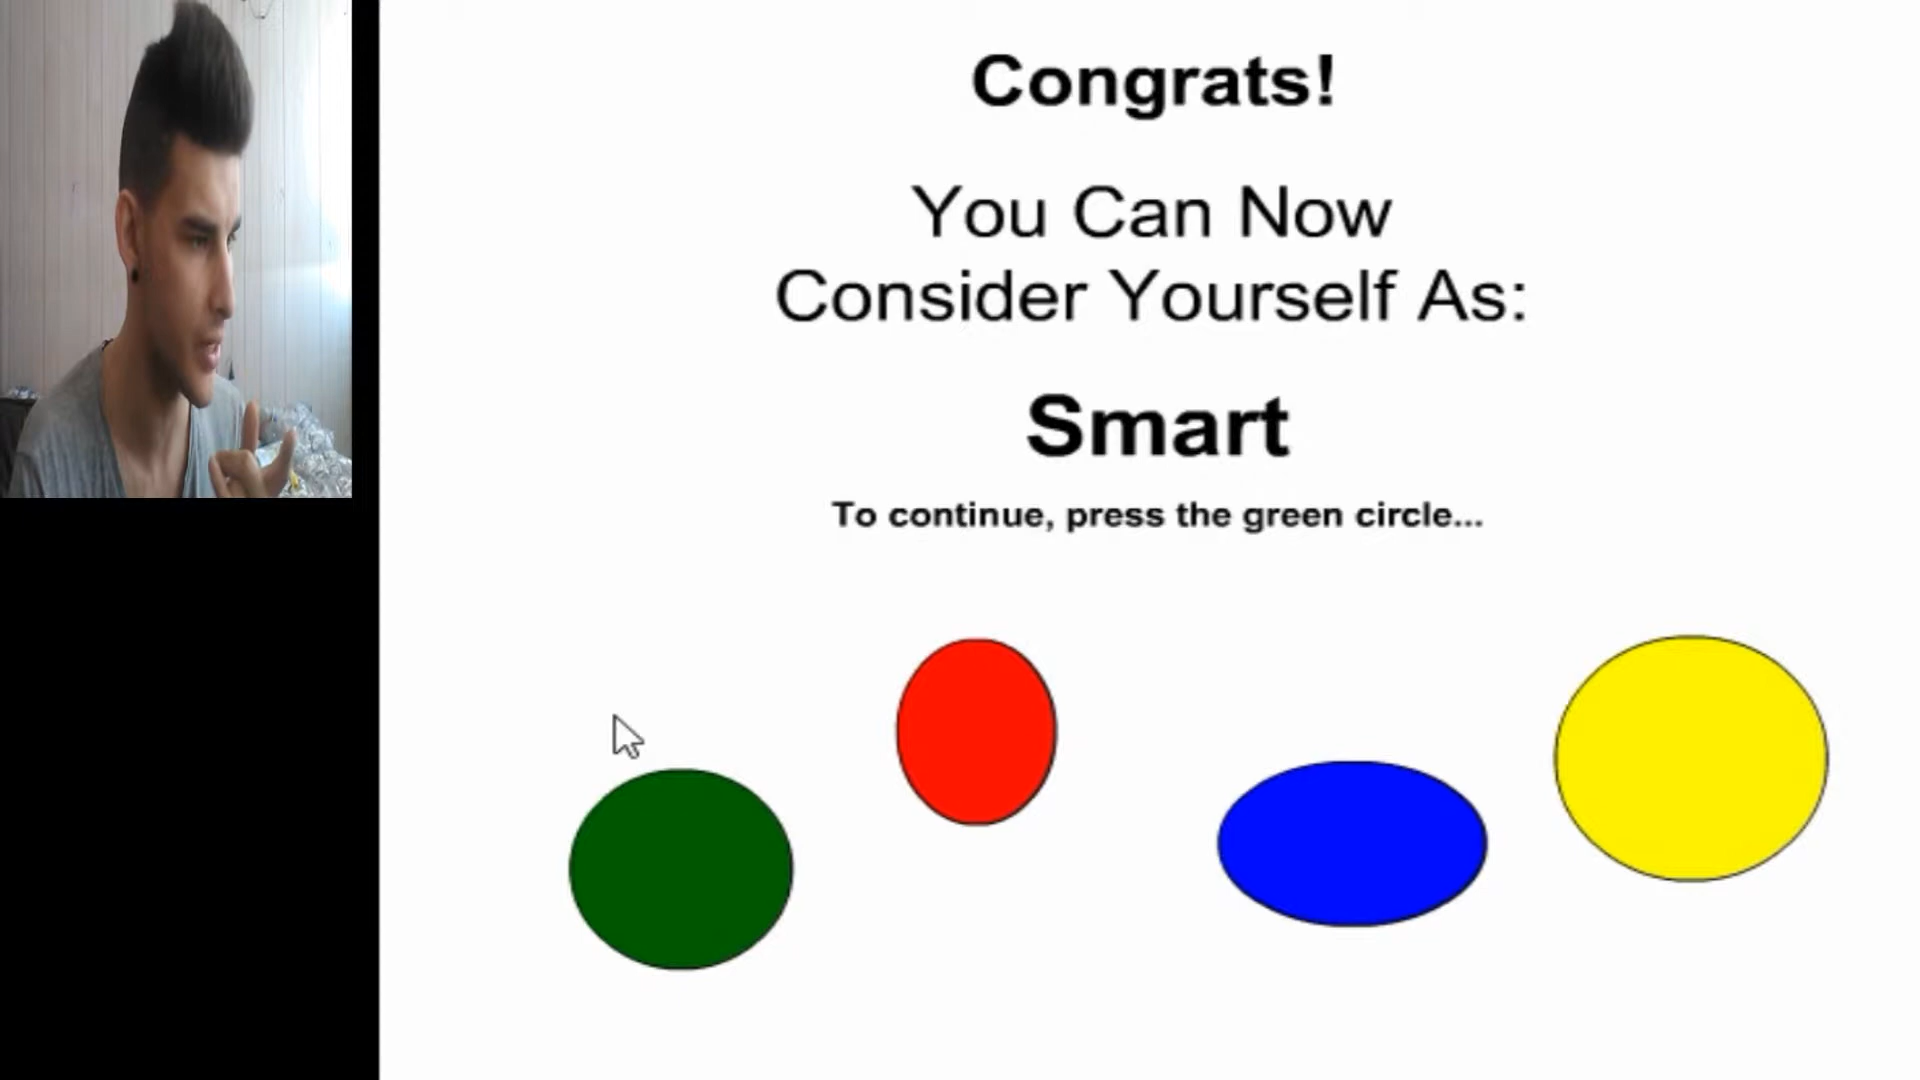 Congrats!
You Can Now
Consider Yourself As:
Smart
To continue, press the green circle...